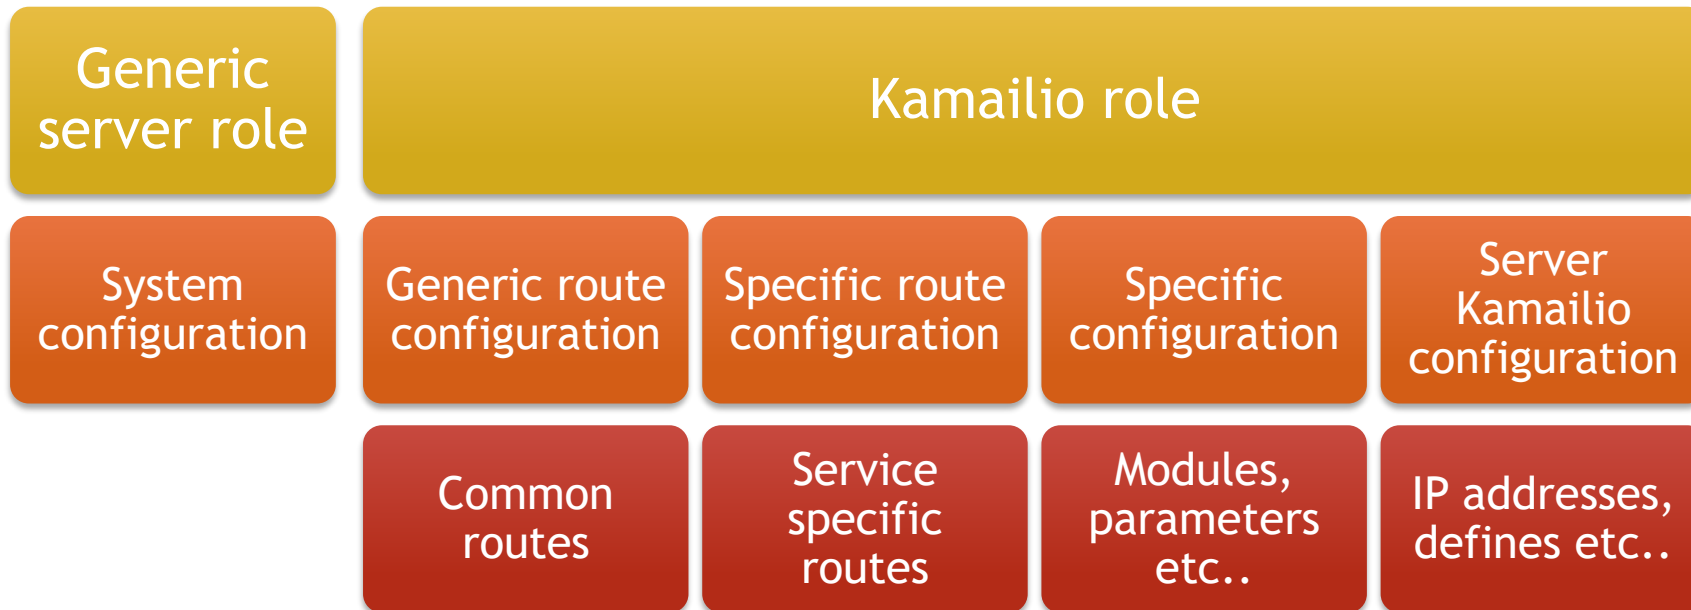 Generic
server role
Kamailio role
System
configuration
Generic route
configuration
Specific route
configuration
Specific
configuration
Server
Kamailio
configuration
Common
routes
Service
specific
routes
Modules,
parameters
etc..
IP addresses,
defines etc..